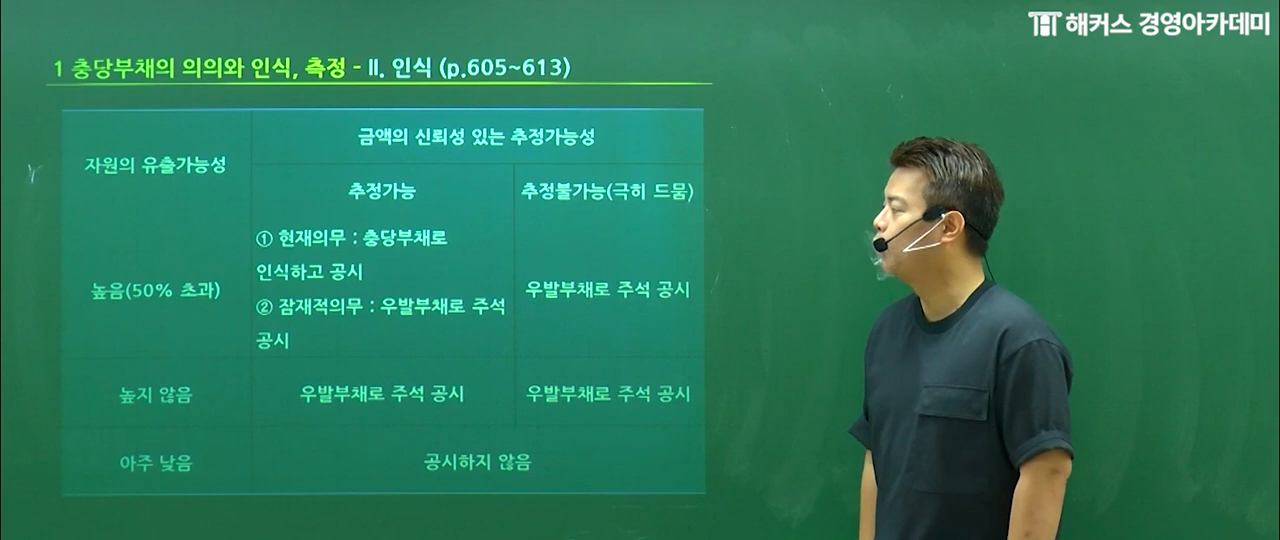 해커스 경영아카데미
1 충당부채의 의의와 인식, 측정 - Ⅱ. 인식 (p.605~613)
자원의 유출가능성
금액의 신뢰성 있는 추정가능성
추정가능
추정불가능(극히 드뭄)
높음(50% 초과)
① 현재의무 : 충당부채로
인식하고 공시
② 잠재적의무 : 우발부채로 주석
공시
우발부채로 주석 공시
높지 않음
우발부채로 주석 공시
우발부채로 주석 공시
아주 낮음
공시하지 않음